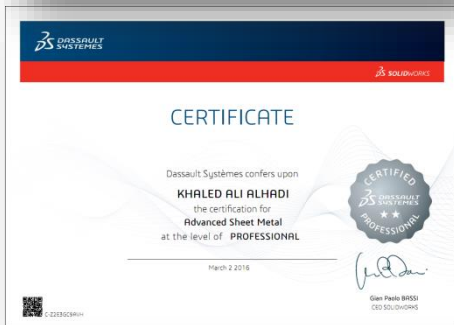 DASSAULT
SYSTEMES
SOLIDWORKS
CERTIFICATE
Dassault Systèmes confers upon
KHALED ALI ALHADI
the certification for
Advanced Sheet Metal
at the level of PROFESSIONAL
March 2 2016
CERTIFIED
DASSAULT
SYSTEMES
PROFESSIONAL
Gian Paolo BASSI
CEO SOLIDWORKS